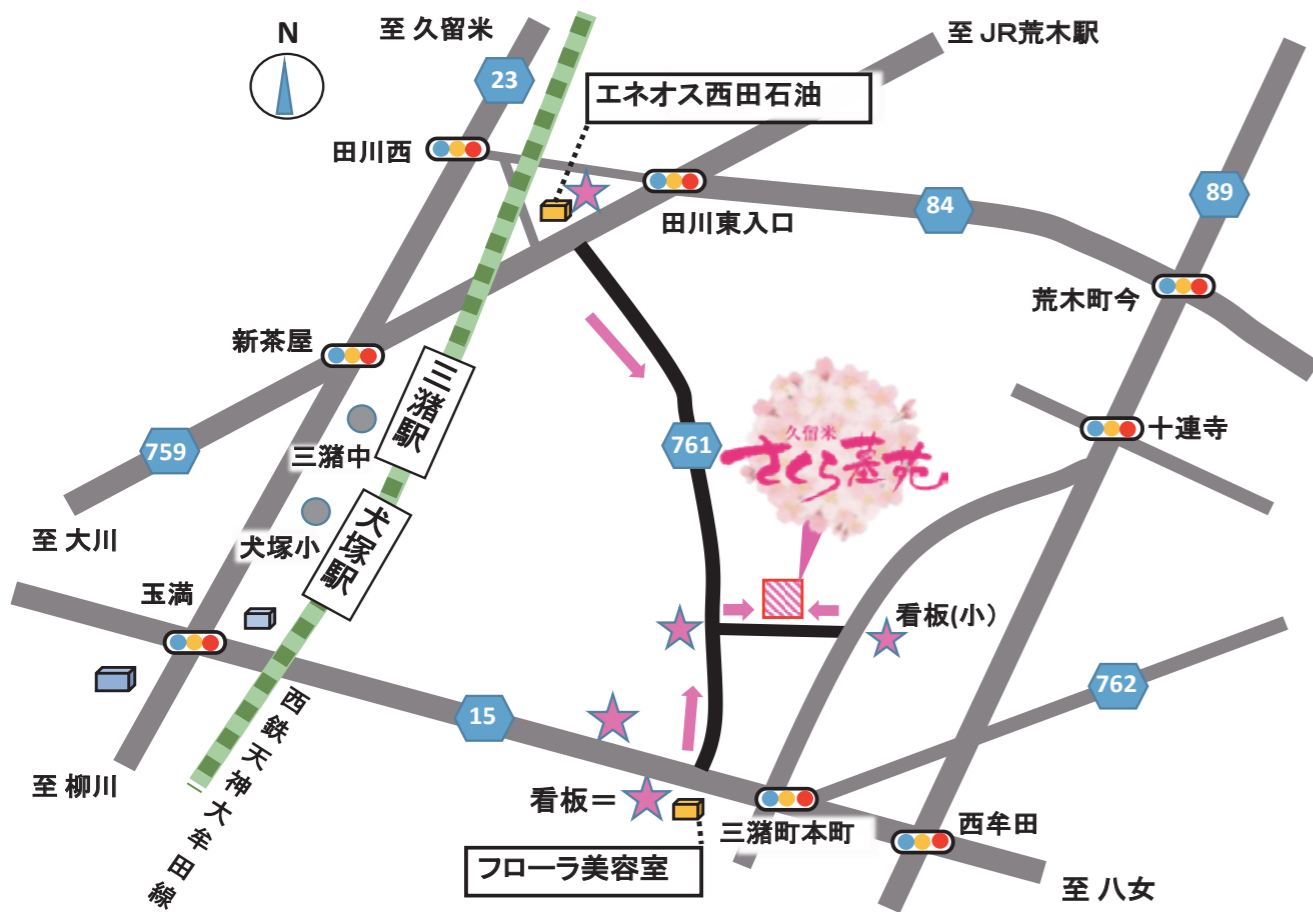 至 久留米
N
至 JR荒木駅
23
エネオス西田石油
田川西
89
84
田川東入口
荒木町今
新茶屋
三潴駅
久留米
さくら墓苑
761
十連寺
759
三潴中
至 大川
犬塚小
犬塚駅
玉満
看板(小)
762
15
西鉄天神大牟田線
至 柳川
看板＝
三潴町本町
西牟田
フローラ美容室
至 八女